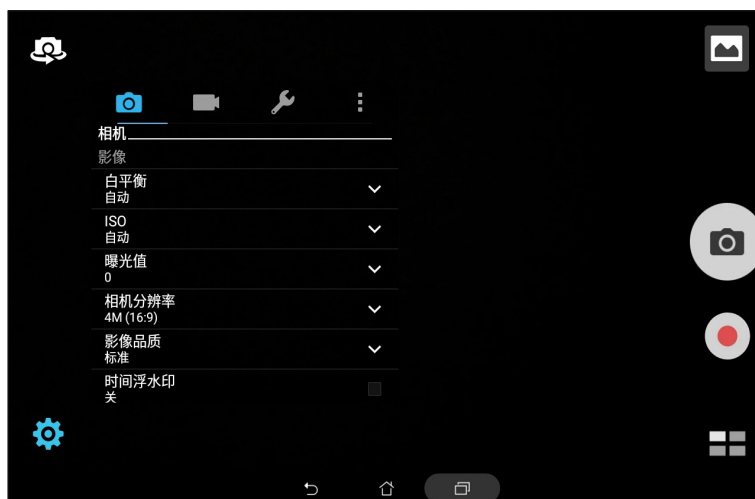 相机
影像
白平衡
自动
ISO
自动
曝光值
0
相机分辨率
4M (16:9)
影像品质
标准
时间浮水印
关